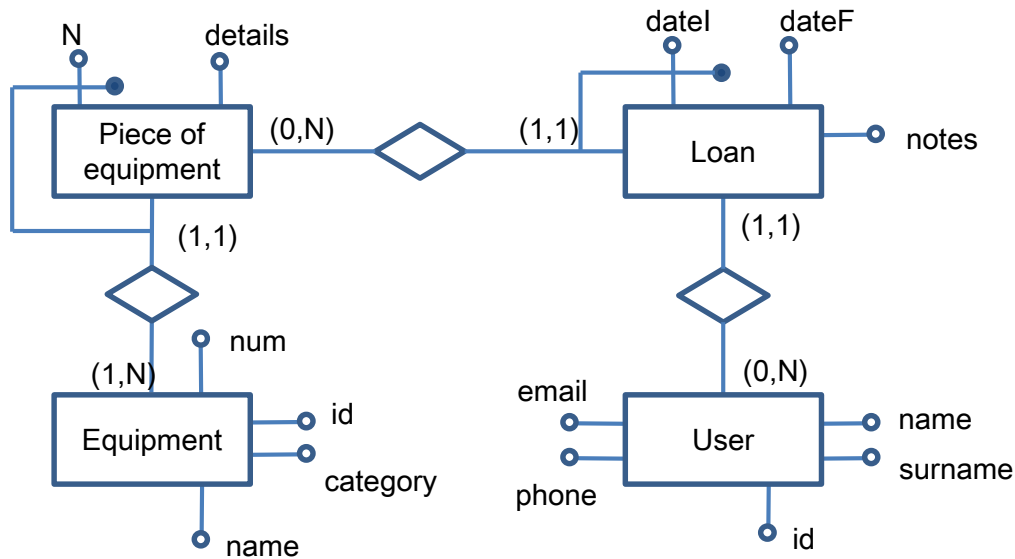 N
details
dateI
dateF
Piece of
equipment
(0,N)
(1,1)
Loan
notes
(1,1)
(1,1)
num
(1,N)
Equipment
id
category
name
(0,N)
email
User
name
surname
phone
id